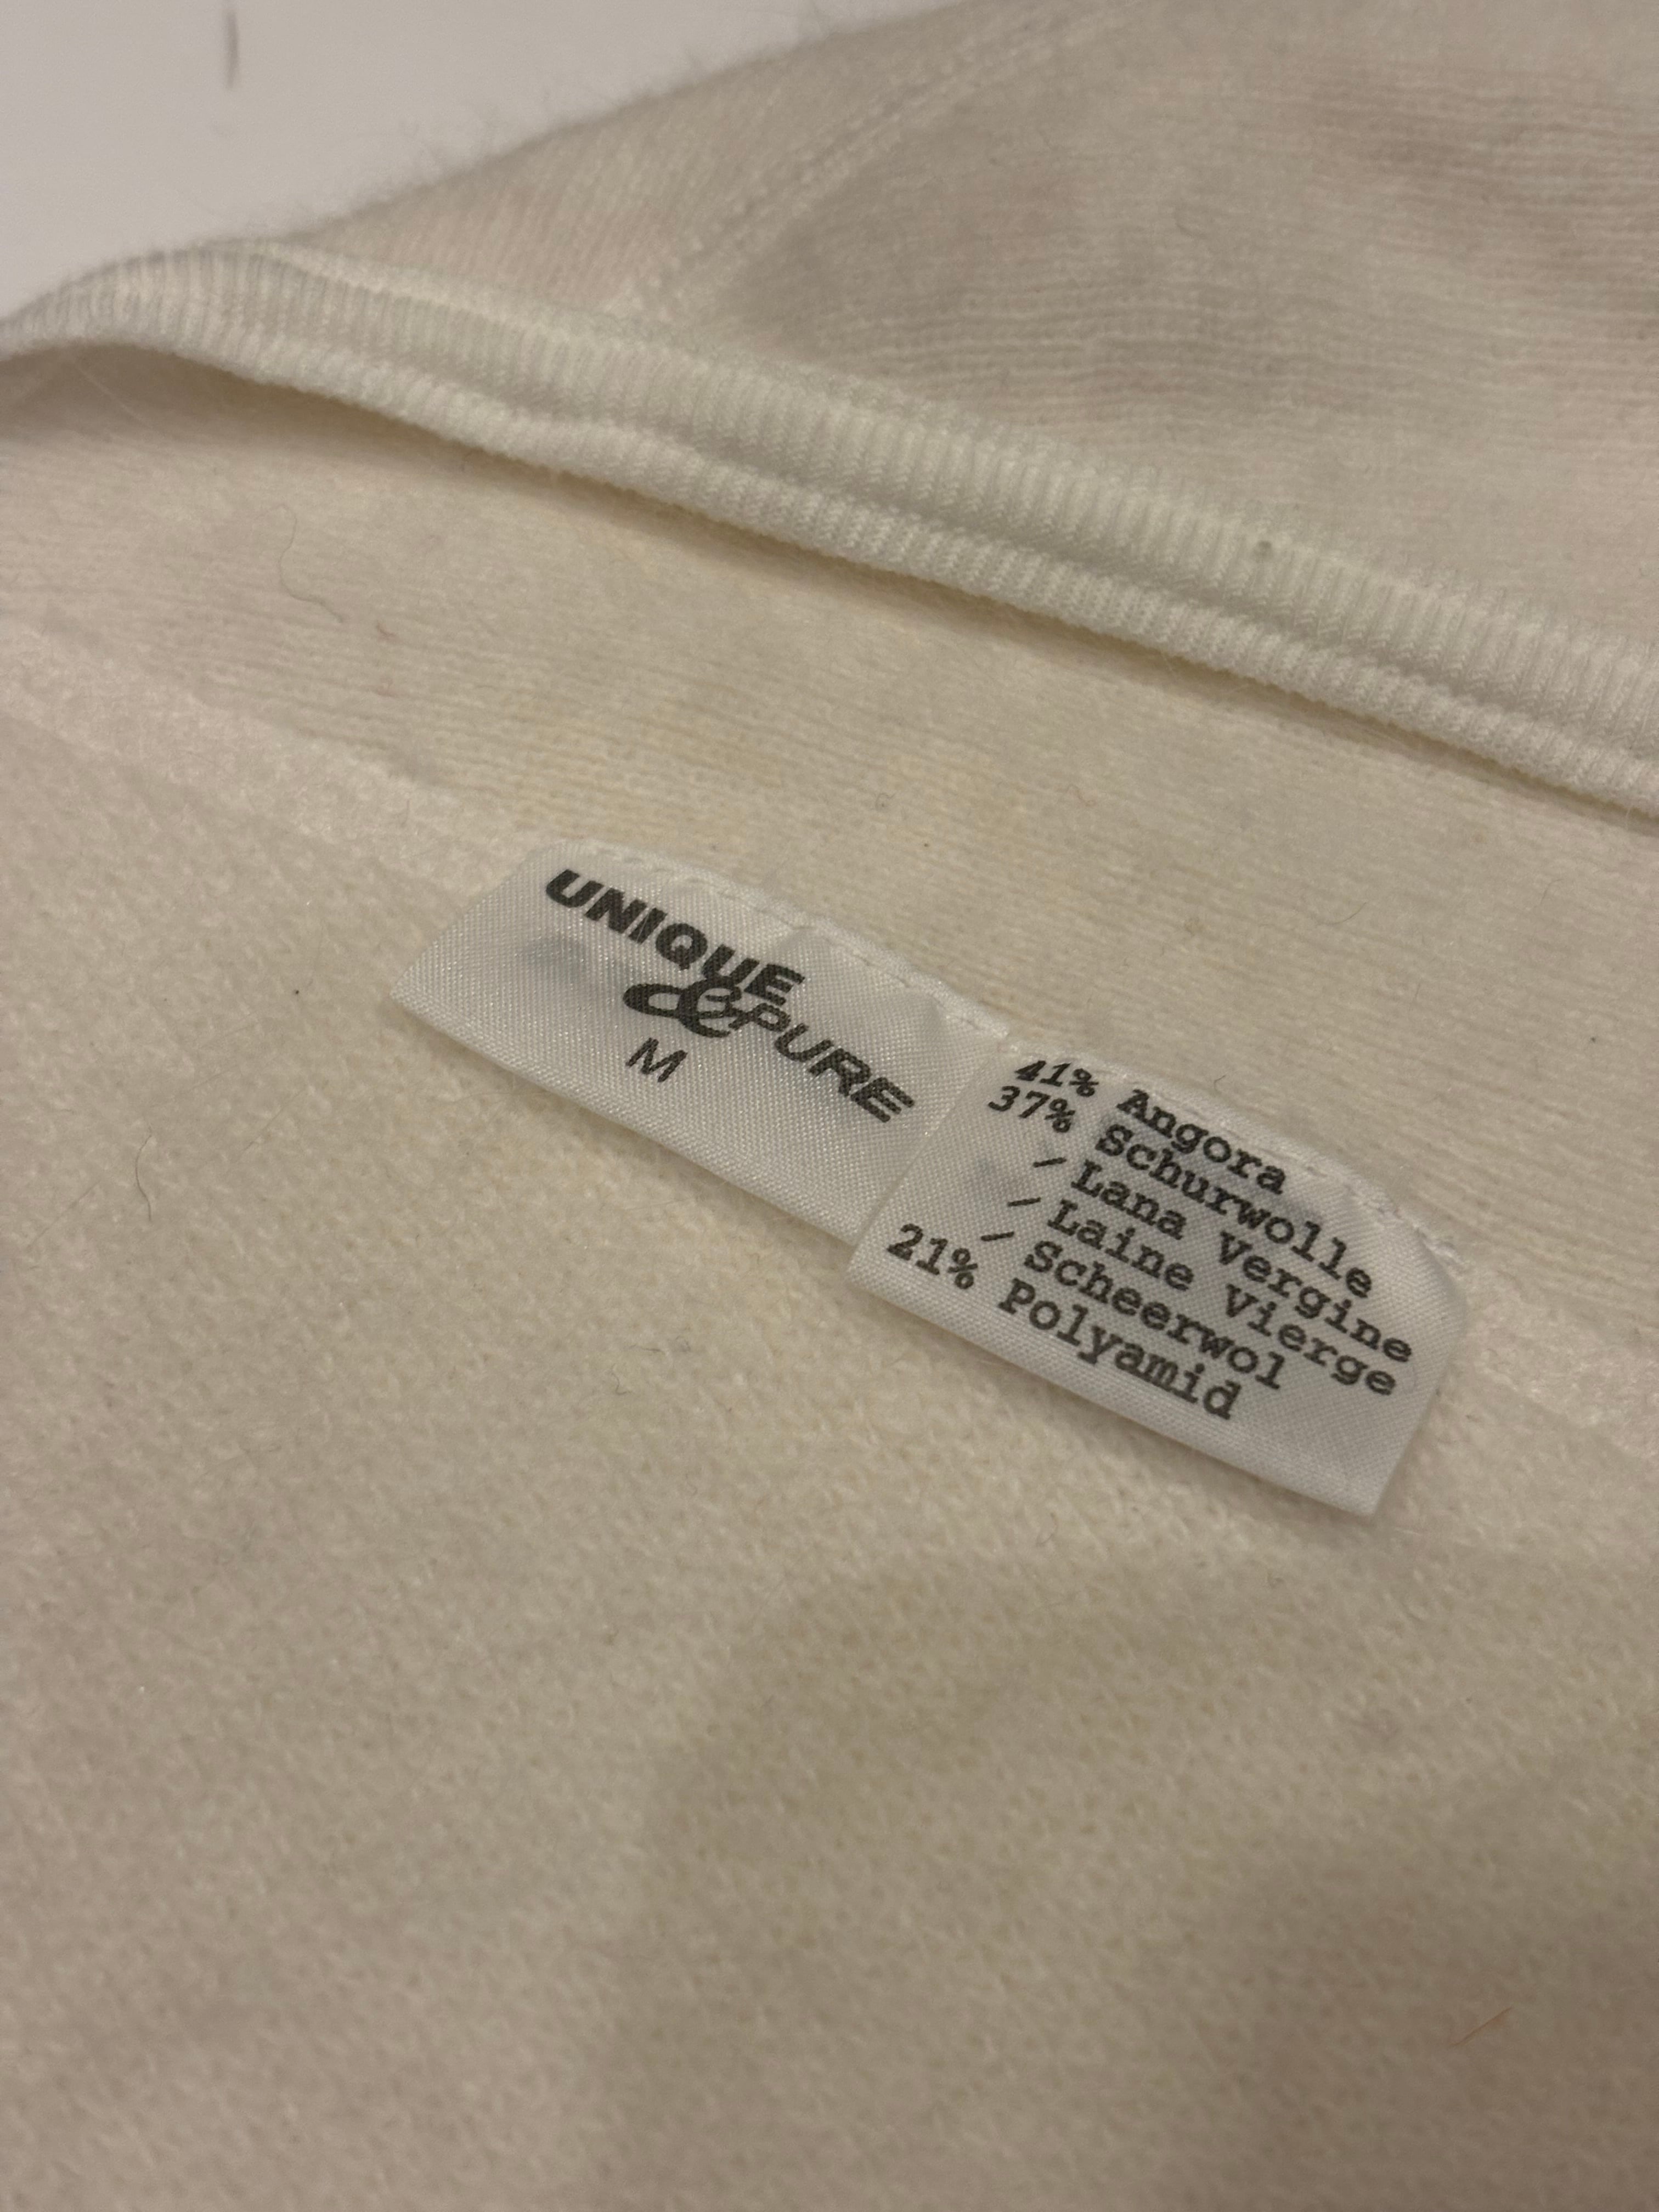 UNIQUE
&PURE
M
41% Angora
37% Schurwolle
/ Lana Vergine
/ Laine Vierge
/ Scheerwol
21% Polyamid